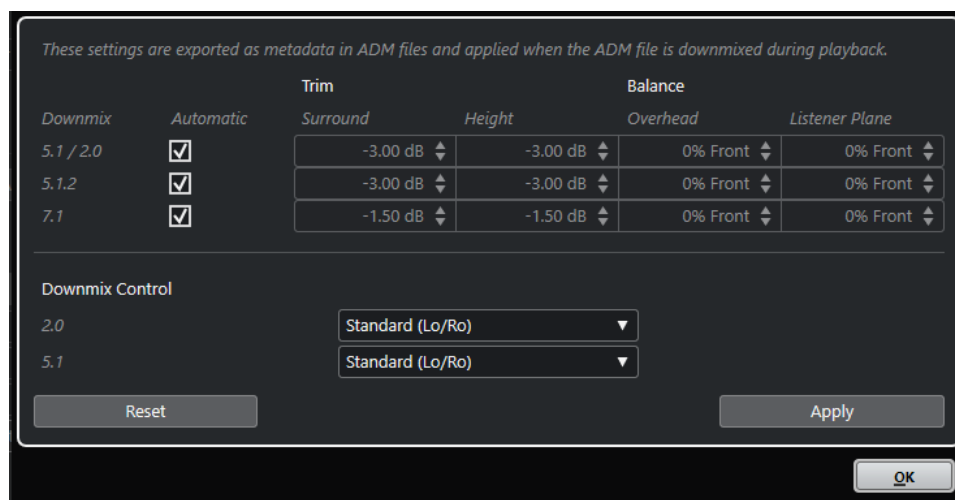 These settings are exported as metadata in ADM files and applied when the ADM file is downmixed during playback.
Trim Balance
Downmix Automatic Surround Height Overhead Listener Plane
5.1 / 2.0 -3.00 dB -3.00 dB 0% Front 0% Front
5.1.2 -3.00 dB -3.00 dB 0% Front 0% Front
7.1 -1.50 dB -1.50 dB 0% Front 0% Front
Downmix Control
2.0 Standard (Lo/Ro)
5.1 Standard (Lo/Ro)
Reset Apply
OK